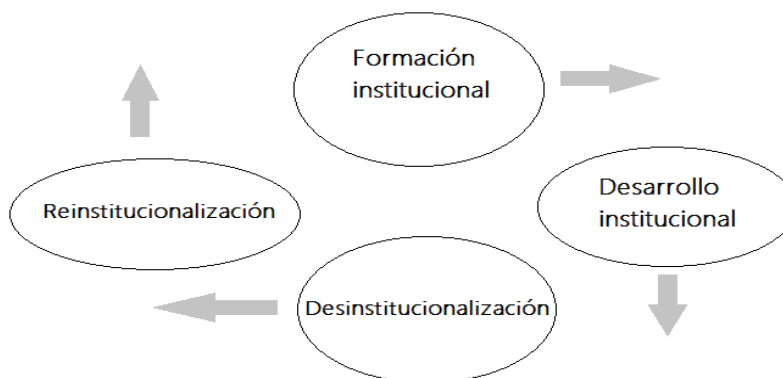 Formación
institucional
Desarrollo
institucional
Reinstitucionalización
Desinstitucionalización